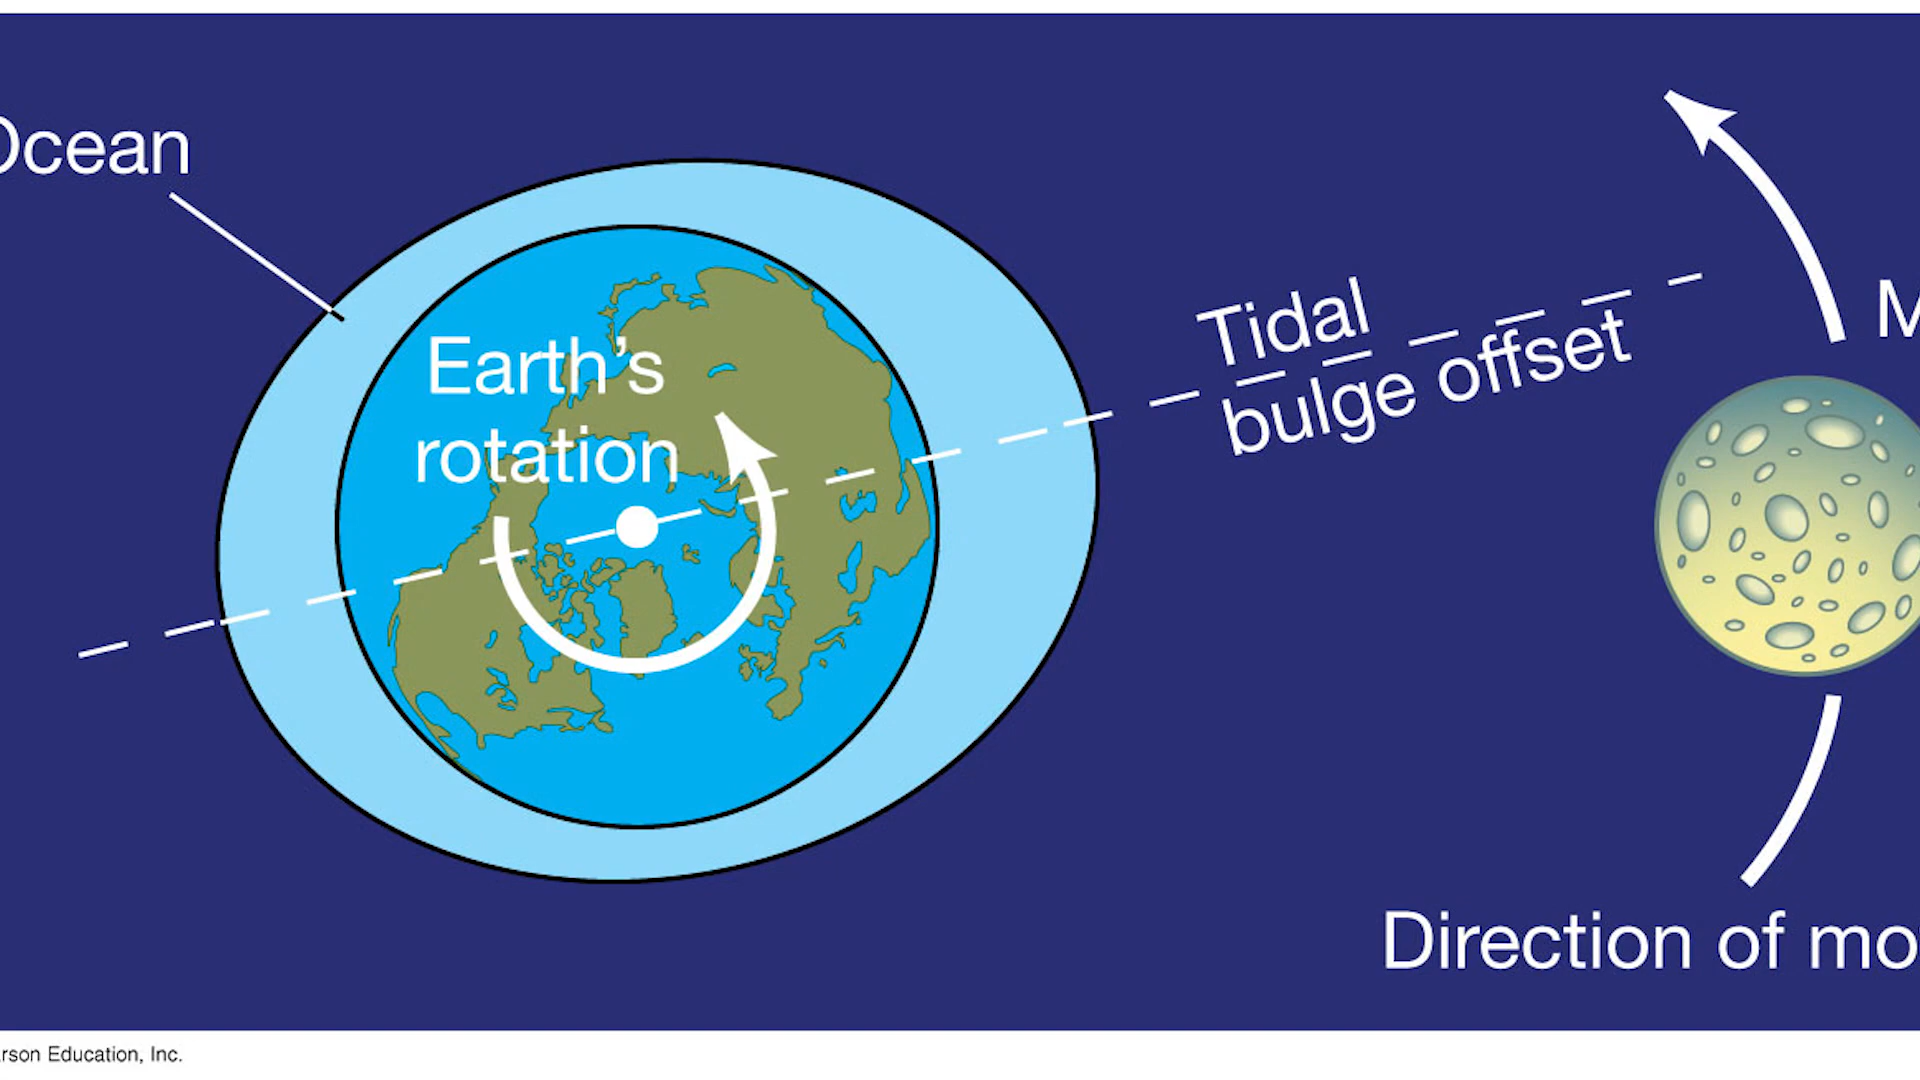 Ocean
Earth's
rotation
Tidal
bulge offset
M
Direction of mo
rson Education, Inc.